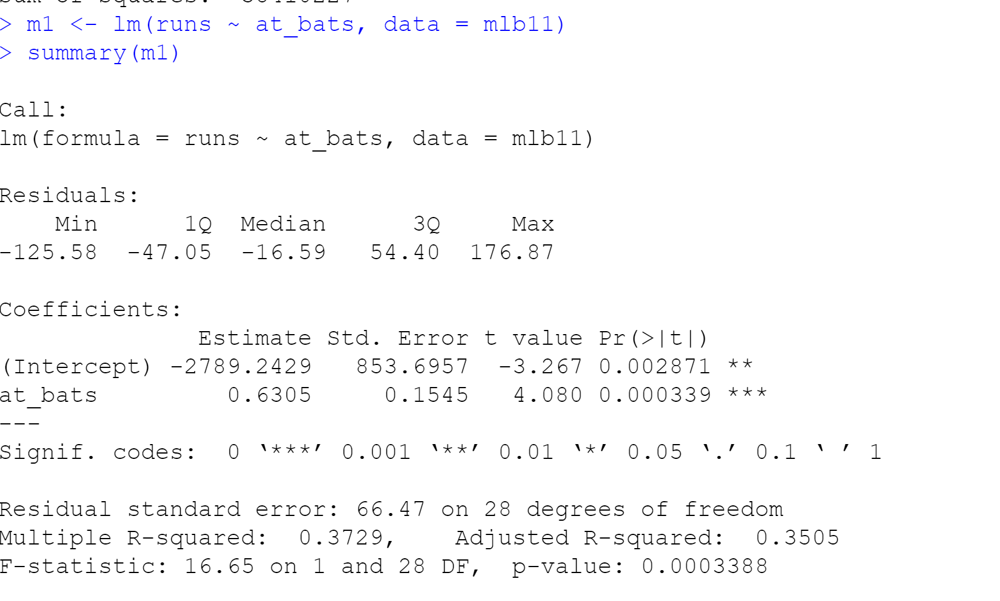 > m1 <- lm(runs ~ at_bats, data = mlb11)
> summary(m1)
Call:
lm(formula = runs ~ at_bats, data = mlb11)
Residuals:
    Min      1Q  Median      3Q     Max
-125.58  -47.05  -16.59   54.40  176.87
Coefficients:
              Estimate Std. Error t value Pr(>|t|)
(Intercept) -2789.2429   853.6957  -3.267 0.002871 **
at_bats         0.6305     0.1545   4.080 0.000339 ***
---
Signif. codes:  0 ‘***’ 0.001 ‘**’ 0.01 ‘*’ 0.05 ‘.’ 0.1 ‘ ’ 1
Residual standard error: 66.47 on 28 degrees of freedom
Multiple R-squared:  0.3729,    Adjusted R-squared:  0.3505
F-statistic: 16.65 on 1 and 28 DF,  p-value: 0.0003388